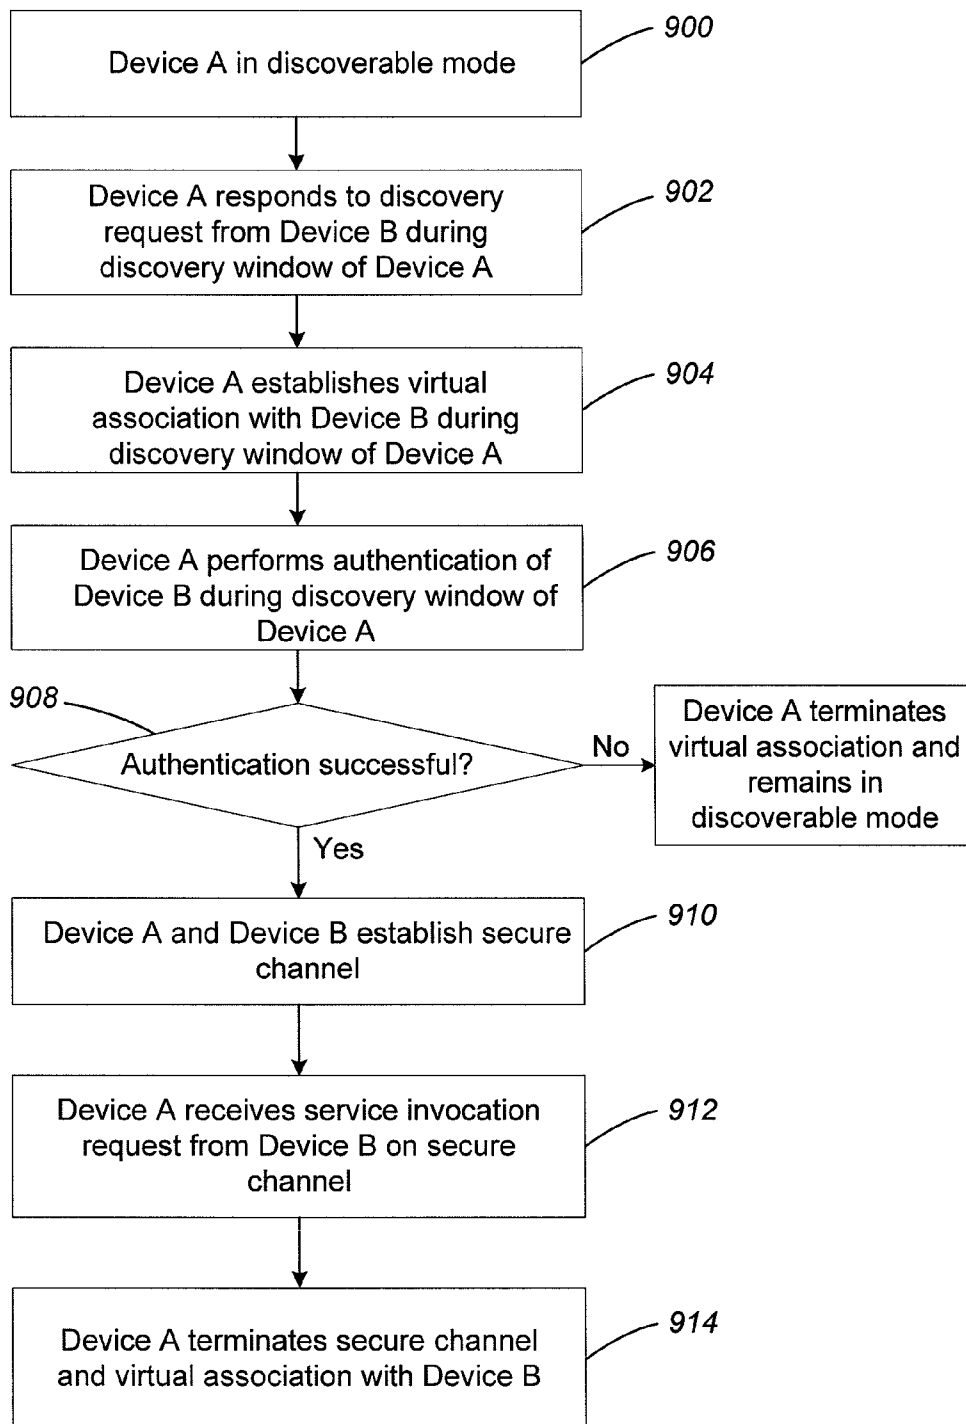 900
Device A in discoverable mode
902
Device A responds to discovery
request from Device B during
discovery window of Device A
904
Device A establishes virtual
association with Device B during
discovery window of Device A
906
Device A performs authentication of
Device B during discovery window of
Device A
908
Authentication successful?
No
Device A terminates
virtual association and
remains in
discoverable mode
Yes
910
Device A and Device B establish secure
channel
912
Device A receives service invocation
request from Device B on secure
channel
914
Device A terminates secure channel
and virtual association with Device B